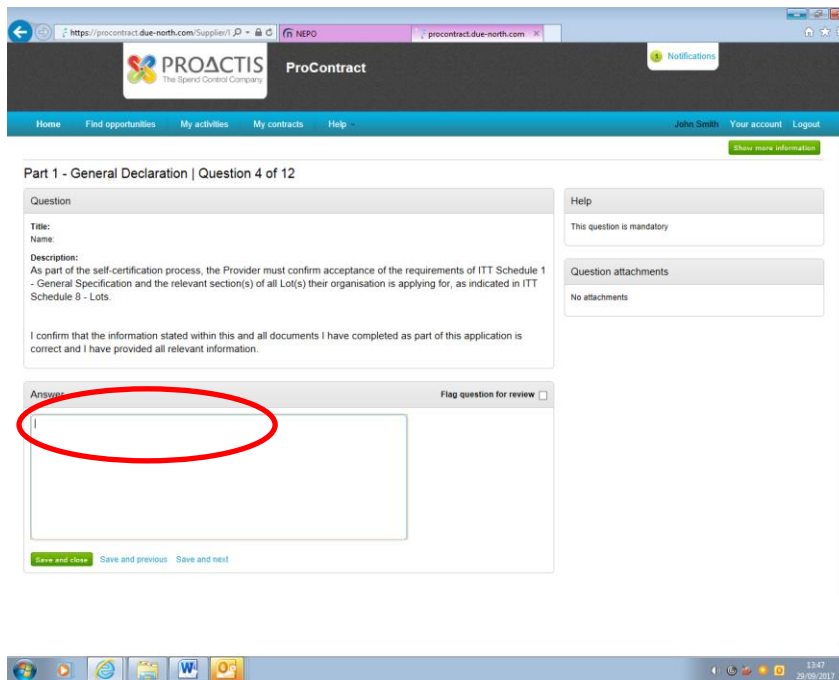 https://procontract.due-north.com/Supplier/I
NEPO
procontract.due-north.com
PROACTIS
The Spend Control Company
ProContract
1 Notifications
Home Find opportunities My activities My contracts Help
John Smith Your account Logout
Show more information
Part 1 - General Declaration | Question 4 of 12
Question
Title:
Name:
Description:
As part of the self-certification process, the Provider must confirm acceptance of the requirements of ITT Schedule 1
- General Specification and the relevant section(s) of all Lot(s) their organisation is applying for, as indicated in ITT
Schedule 8 - Lots.
I confirm that the information stated within this and all documents I have completed as part of this application is
correct and I have provided all relevant information.
Help
This question is mandatory
Question attachments
No attachments
Answer
Flag question for review
Save and close Save and previous Save and next
13:47
29/09/2017